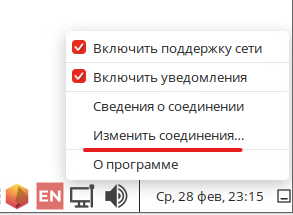 Включить поддержку сети
Включить уведомления
Сведения о соединении
Изменить соединения...
О программе
EN
Ср, 28 фев, 23:15